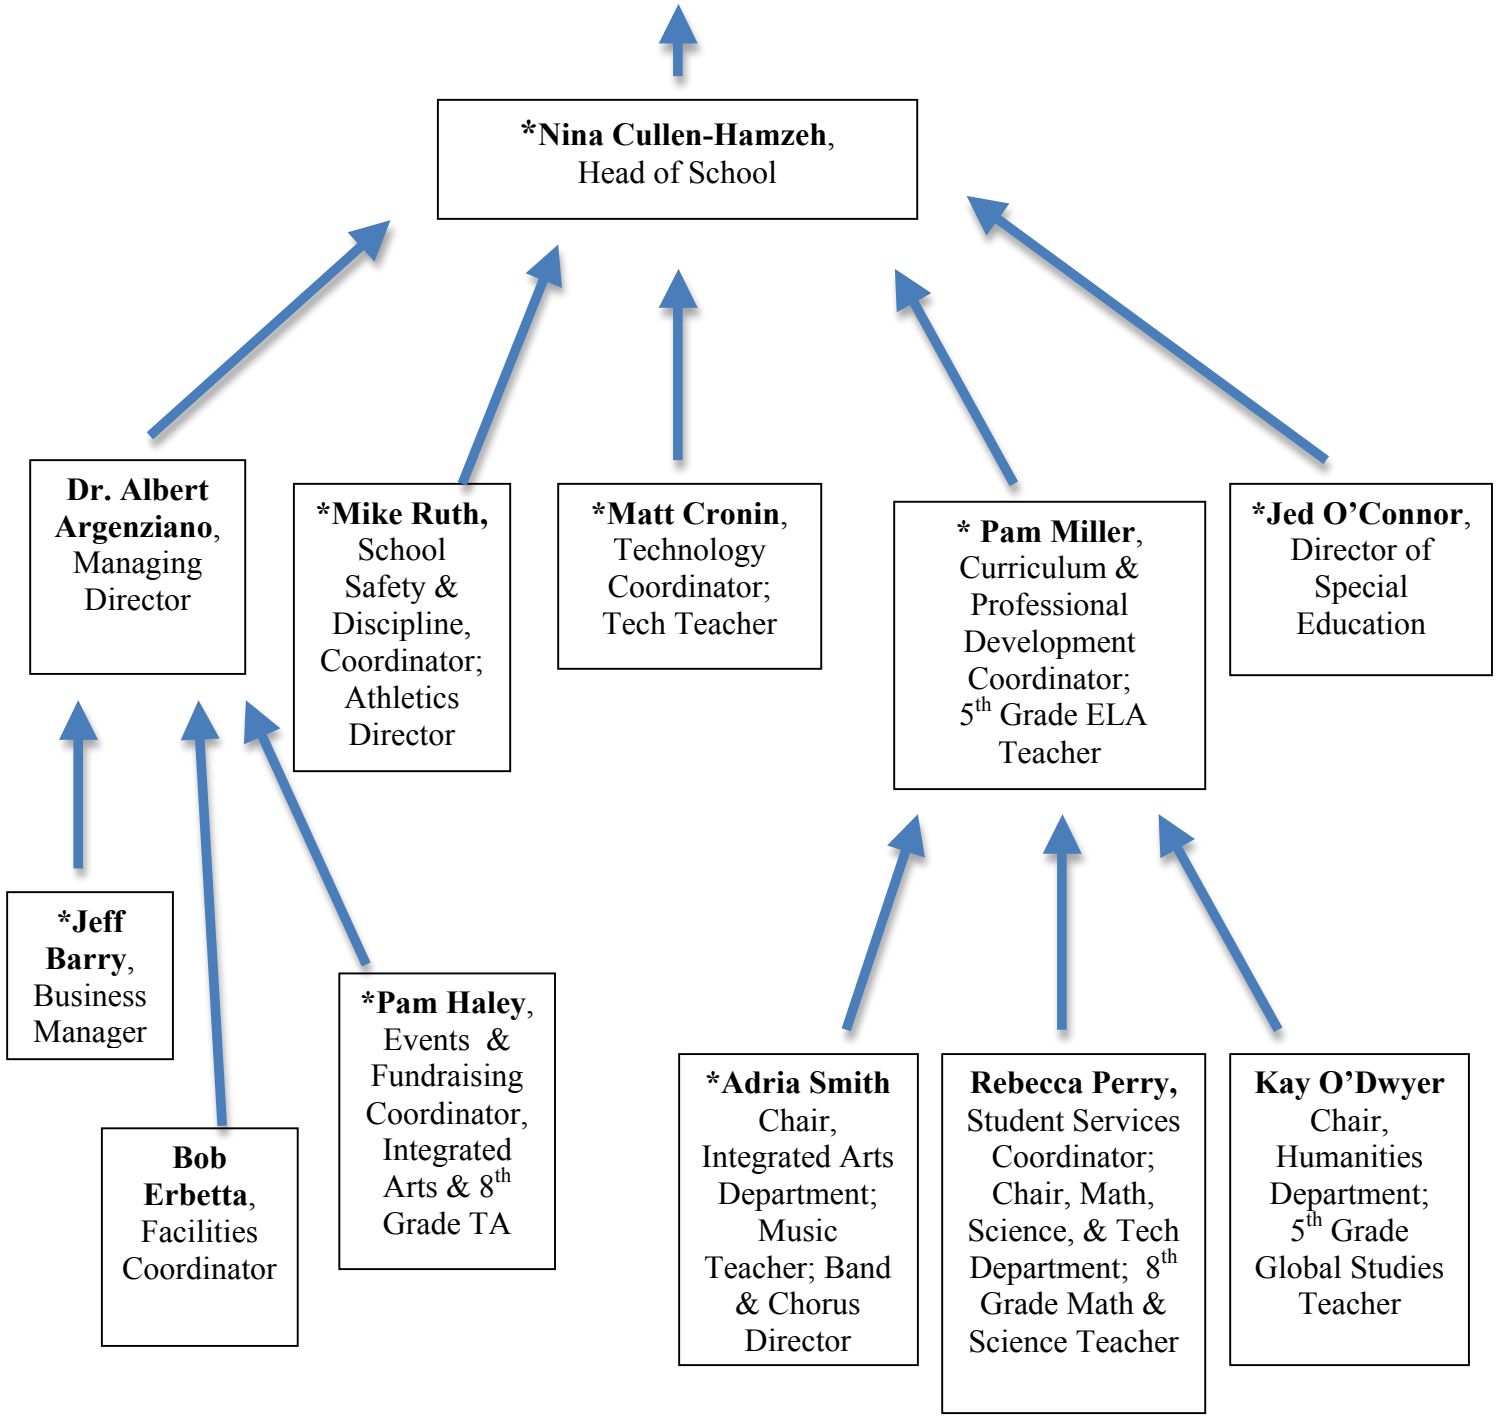 *Nina Cullen-Hamzeh,
Head of School
Dr. Albert
Argenziano,
Managing
Director
*Mike Ruth,
School
Safety &
Discipline,
Coordinator;
Athletics
Director
*Matt Cronin,
Technology
Coordinator;
Tech Teacher
* Pam Miller,
Curriculum &
Professional
Development
Coordinator;
5th Grade ELA
Teacher
*Jed O’Connor,
Director of
Special
Education
*Jeff
Barry,
Business
Manager
Bob
Erbetta,
Facilities
Coordinator
*Pam Haley,
Events &
Fundraising
Coordinator,
Integrated
Arts & 8th
Grade TA
*Adria Smith
Chair,
Integrated Arts
Department;
Music
Teacher; Band
& Chorus
Director
Rebecca Perry,
Student Services
Coordinator;
Chair, Math,
Science, & Tech
Department; 8th
Grade Math &
Science Teacher
Kay O’Dwyer
Chair,
Humanities
Department;
5th Grade
Global Studies
Teacher